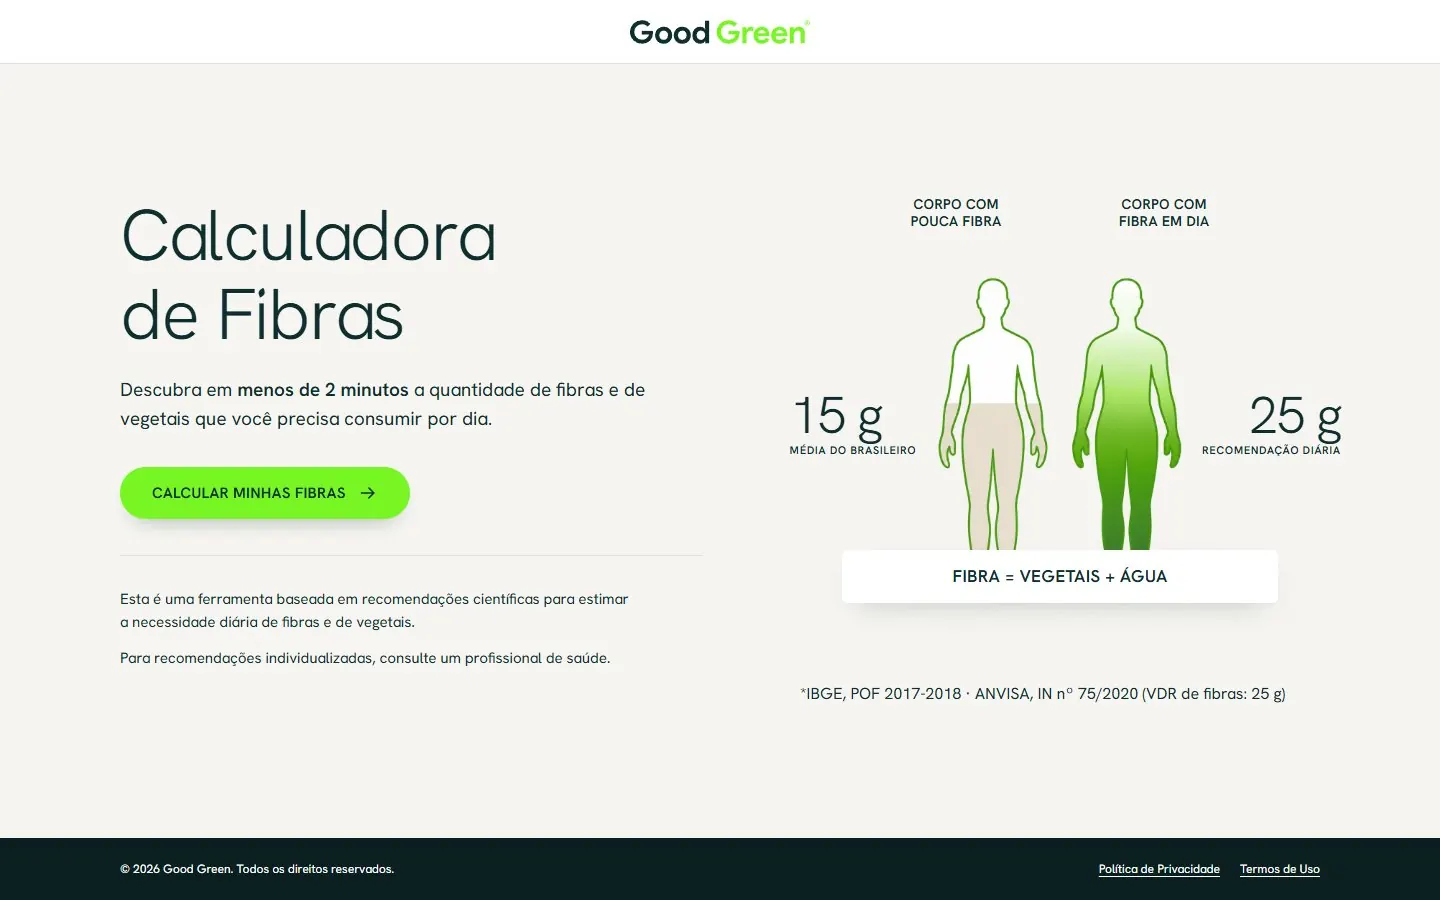 Good Green®
Calculadora
de Fibras
Descubra em menos de 2 minutos a quantidade de fibras e de
vegetais que você precisa consumir por dia.
CALCULAR MINHAS FIBRAS →
Esta é uma ferramenta baseada em recomendações científicas para estimar
a necessidade diária de fibras e de vegetais.
Para recomendações individualizadas, consulte um profissional de saúde.
CORPO COM
POUCA FIBRA
CORPO COM
FIBRA EM DIA
15 g
MÉDIA DO BRASILEIRO
25 g
RECOMENDAÇÃO DIÁRIA
FIBRA = VEGETAIS + ÁGUA
*IBGE, POF 2017-2018 · ANVISA, IN nº 75/2020 (VDR de fibras: 25 g)
© 2026 Good Green. Todos os direitos reservados.
Política de Privacidade
Termos de Uso